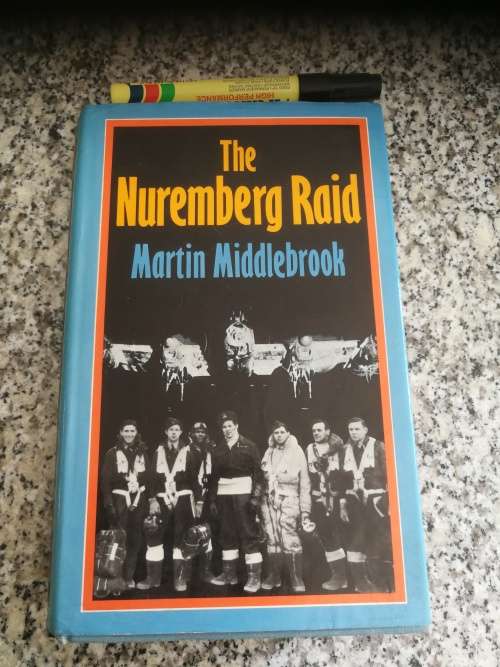 HIGH PERFORMANCE
The
Nuremberg Raid
Martin Middlebrook